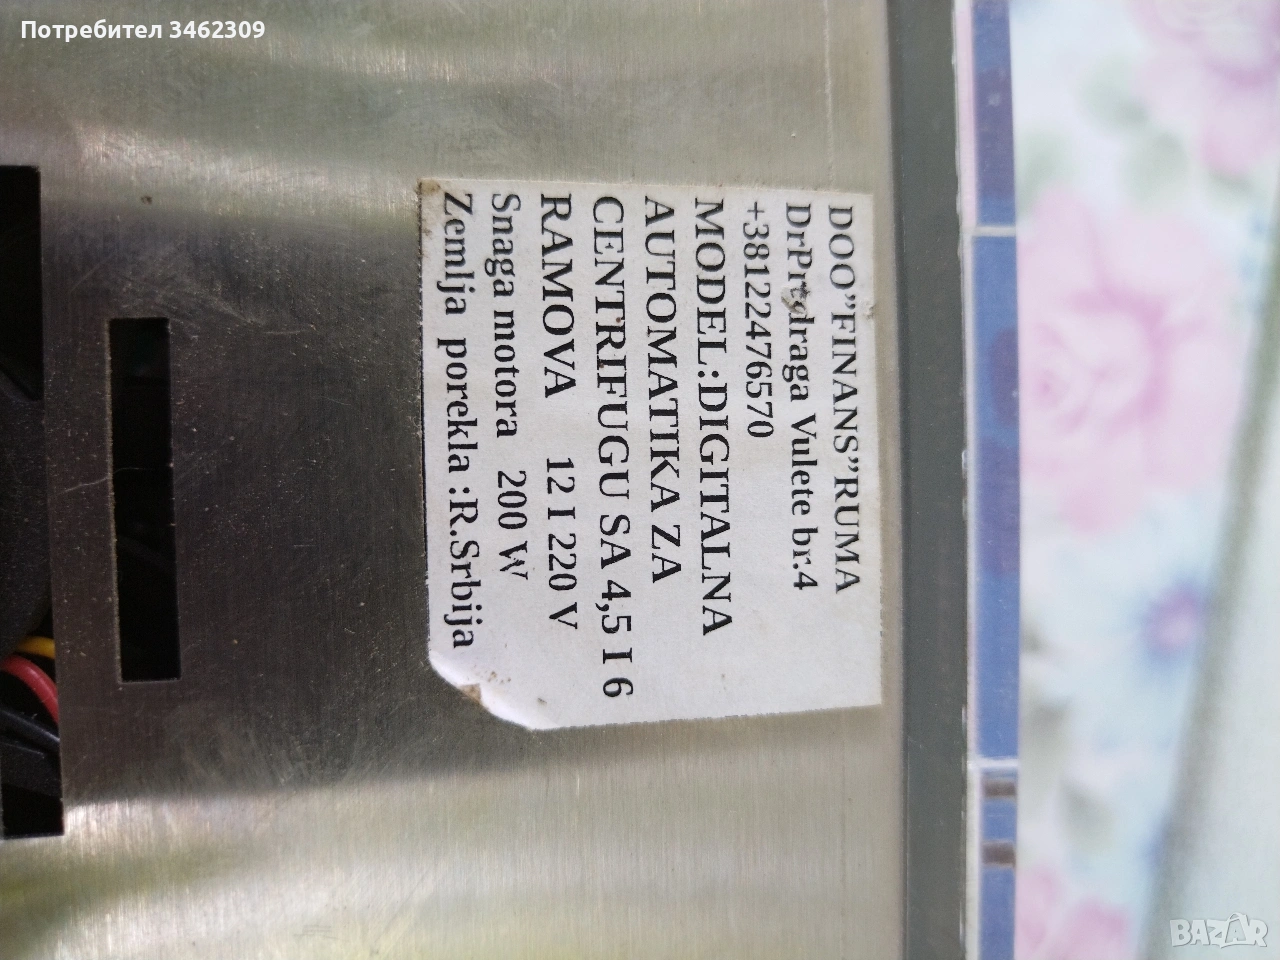 Потребител 3462309
DOO”FINANS”RUMA
DrPredraga Vulete br.4
+38122476570
MODEL:DIGITALNA
AUTOMATIKA ZA
CENTRIFUGU SA 4,5 I 6
RAMOVA 12 I 220 V
Snaga motora 200 W
Zemlja porekla :R.Srbija
BAZAR